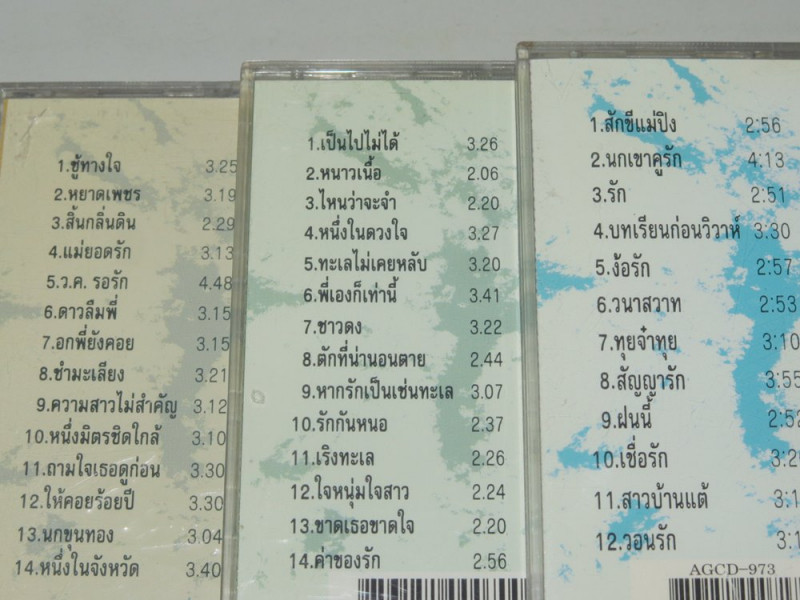 1.ชู้ทางใจ 3.25
2.หยาดเพชร 3.19
3.สิ้นกลิ่นดิน 2.29
4.แม่ยอดรัก 3.13
5.ว.ค. รอรัก 4.48
6.ดาวลืมพี่ 3.15
7.อกพี่ยังคอย 3.15
8.ชำมะเลียง 3.21
9.ความสาวไม่สำคัญ 3.12
10.หนึ่งมิตรชิดใกล้ 3.10
11.ถามใจเธอดูก่อน 3.30
12.ให้คอยร้อยปี 3.30
13.นกขุนทอง 3.04
14.หนึ่งในจังหวัด 3.40
1.เป็นไปไม่ได้ 3.26
2.หนาวเนื้อ 2.06
3.ไหนว่าจะจำ 2.20
4.หนึ่งในดวงใจ 3.27
5.ทะเลไม่เคยหลับ 3.20
6.พี่เองก็เท่านี้ 3.41
7.ชาวดง 3.22
8.ตักที่น่านอนตาย 2.44
9.หากรักเป็นเช่นทะเล 3.07
10.รักกันหนอ 2.37
11.เริงทะเล 2.26
12.ใจหนุ่มใจสาว 2.24
13.ขาดเธอขาดใจ 2.20
14.ค่าของรัก 2.56
1.สักขีแม่ปิง 2:56
2.นกเขาคูรัก 4:13
3.รัก 2:51
4.บทเรียนก่อนวิวาห์ 3:30
5.ง้อรัก 2:57
6.วนาสวาท 2:53
7.ทุยจ๋าทุย 3:10
8.สัญญารัก 3:55
9.ฝนนี้ 2:52
10.เชื่อรัก 3:2
11.สาวบ้านแต้ 3:1
12.วอนรัก 3:1
AGCD-973